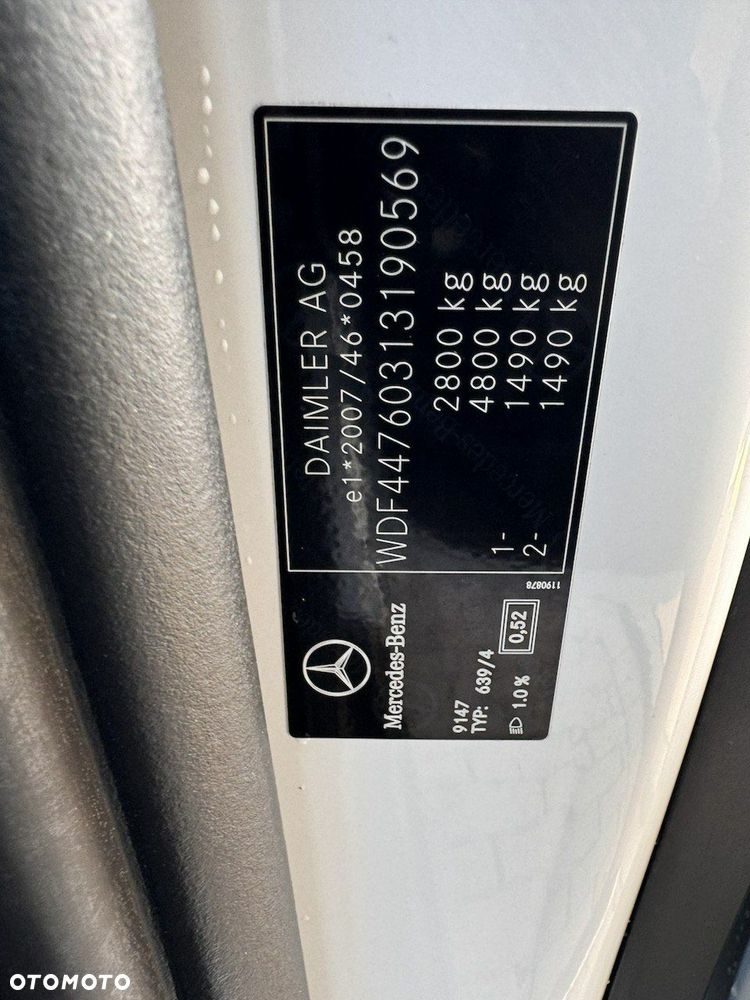 DAIMLER AG
e1*2007/46*0458
WDF44760313190569
2800 kg
4800 kg
1- 1490 kg
2- 1490 kg
Mercedes-Benz
9147
TYP: 639/4
1.0 % 0,52
1190878
OTOMOTO